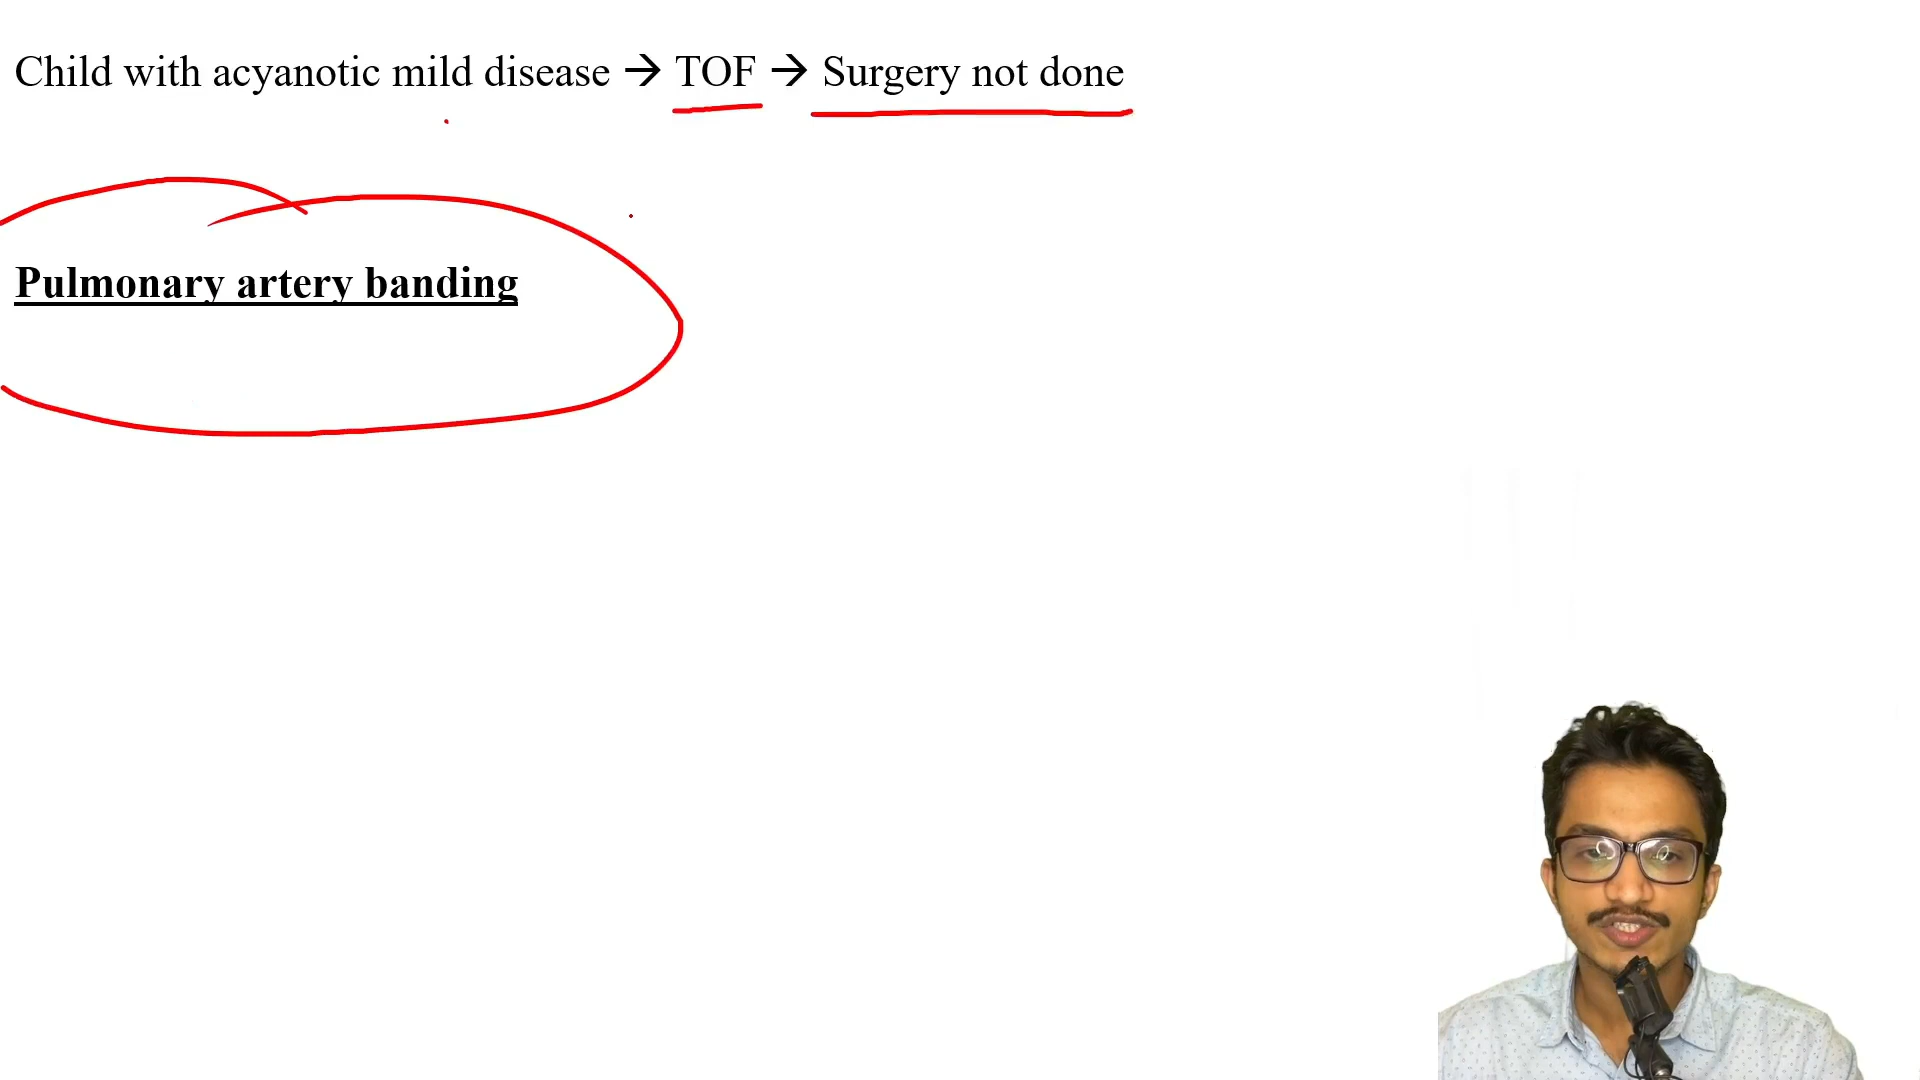 Child with acyanotic mild disease → TOF → Surgery not done
Pulmonary artery banding